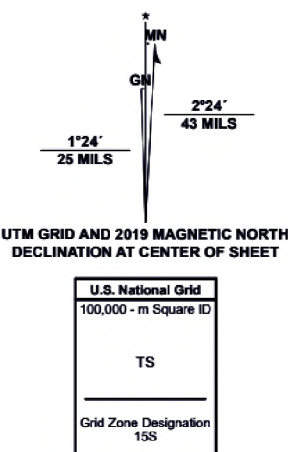 *
MN
GN
2°24´
43 MILS
1°24´
25 MILS
UTM GRID AND 2019 MAGNETIC NORTH
DECLINATION AT CENTER OF SHEET
U.S. National Grid
100,000 - m Square ID
TS
Grid Zone Designation
15S